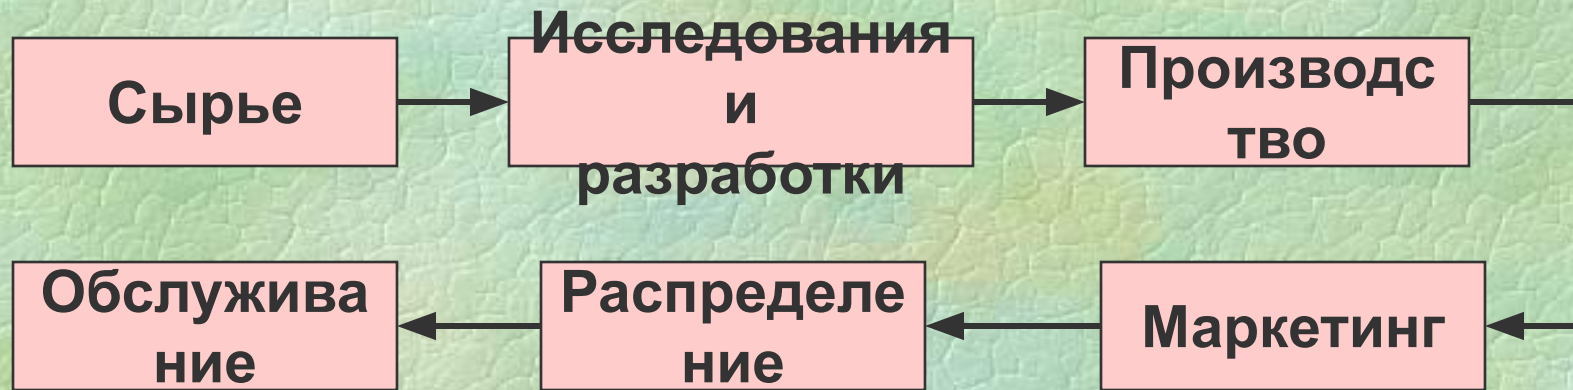 Сырье
Исследования
и
разработки
Производс
тво
Маркетинг
Распределе
ние
Обслужива
ние